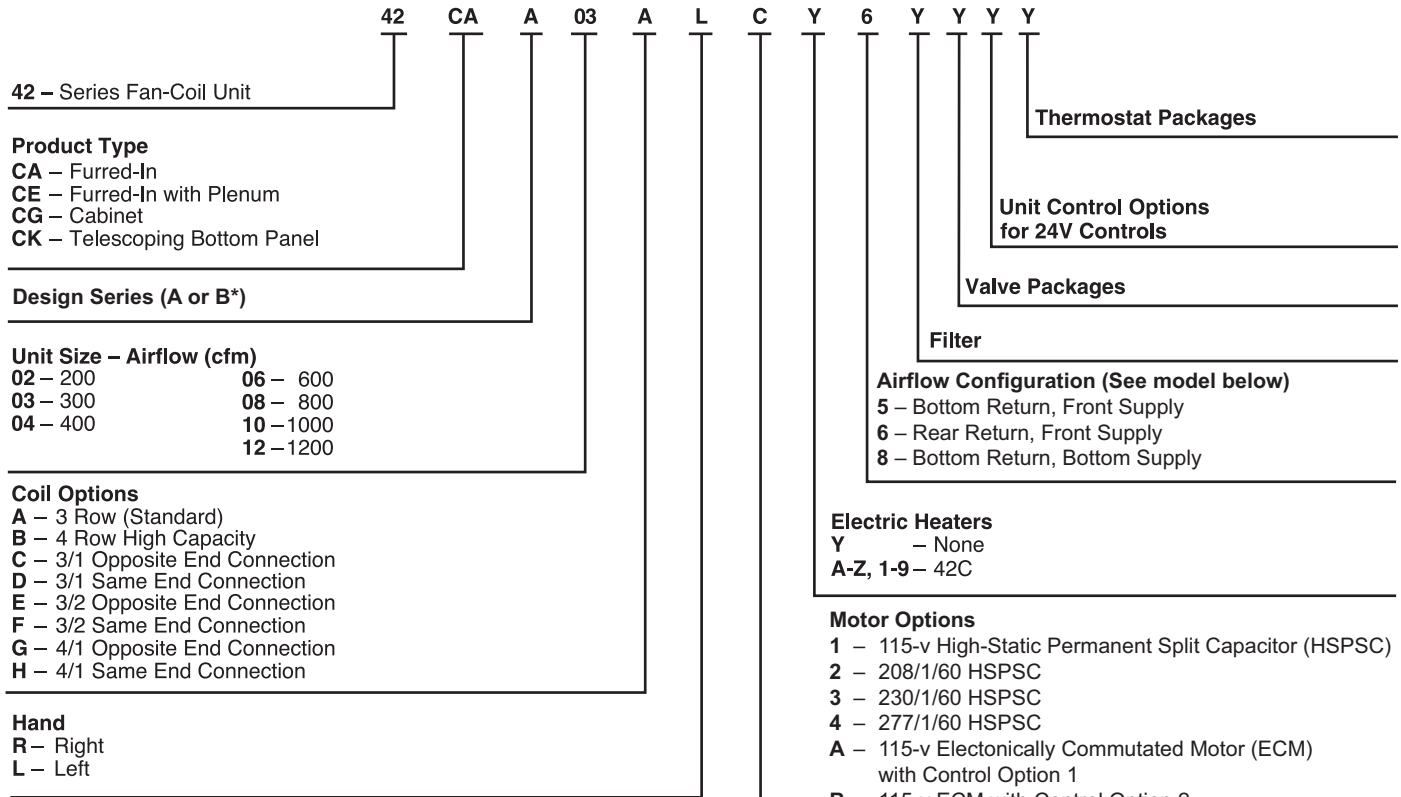 42 CA A 03 A L C Y 6 Y Y Y Y
42 – Series Fan-Coil Unit
Product Type
CA – Furred-In
CE – Furred-In with Plenum
CG – Cabinet
CK – Telescoping Bottom Panel
Design Series (A or B*)
Unit Size – Airflow (cfm)
02 – 200 06 – 600
03 – 300 08 – 800
04 – 400 10 –1000
12 –1200
Coil Options
A – 3 Row (Standard)
B – 4 Row High Capacity
C – 3/1 Opposite End Connection
D – 3/1 Same End Connection
E – 3/2 Opposite End Connection
F – 3/2 Same End Connection
G – 4/1 Opposite End Connection
H – 4/1 Same End Connection
Hand
R – Right
L – Left
Thermostat Packages
Unit Control Options
for 24V Controls
Valve Packages
Filter
Airflow Configuration (See model below)
5 – Bottom Return, Front Supply
6 – Rear Return, Front Supply
8 – Bottom Return, Bottom Supply
Electric Heaters
Y – None
A-Z, 1-9 – 42C
Motor Options
1 – 115-v High-Static Permanent Split Capacitor (HSPSC)
2 – 208/1/60 HSPSC
3 – 230/1/60 HSPSC
4 – 277/1/60 HSPSC
A – 115-v Electonically Commutated Motor (ECM)
with Control Option 1